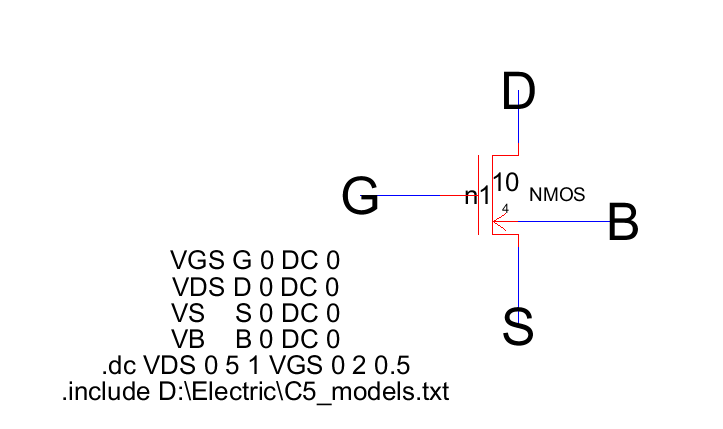 D
10
G
n1
NMOS
4
B
VGS G 0 DC 0
VDS D 0 DC 0
VS S 0 DC 0
S
VB B 0 DC 0
.dc VDS 0 5 1 VGS 0 2 0.5
.include D:\Electric\C5_models.txt